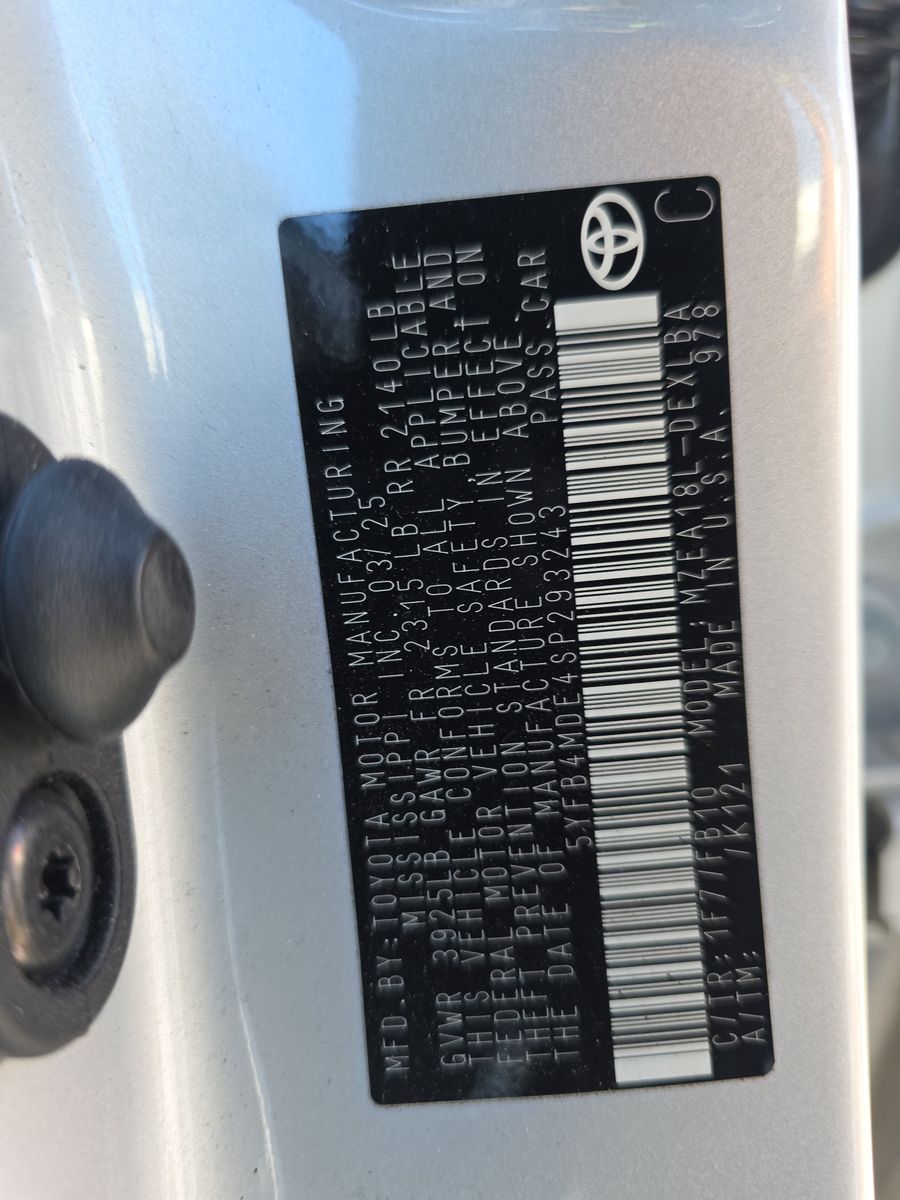 MFD.BY:TOYOTA MOTOR MANUFACTURING
MISSISSIPPI INC. 03/25
GVWR 3925LB GAWR FR 2315LB RR 2140LB
THIS VEHICLE CONFORMS TO ALL APPLICABLE
FEDERAL MOTOR VEHICLE SAFETY, BUMPER AND
THEFT PREVENTION STANDARDS IN EFFECT ON
THE DATE OF MANUFACTURE SHOWN ABOVE.
5YFB4MDE4SP293243 PASS.CAR
C/TR: 1F7/FB10 MODEL: MZEA18L-DEXLBA
A/TM: /K121 MADE IN U.S.A. 978
C